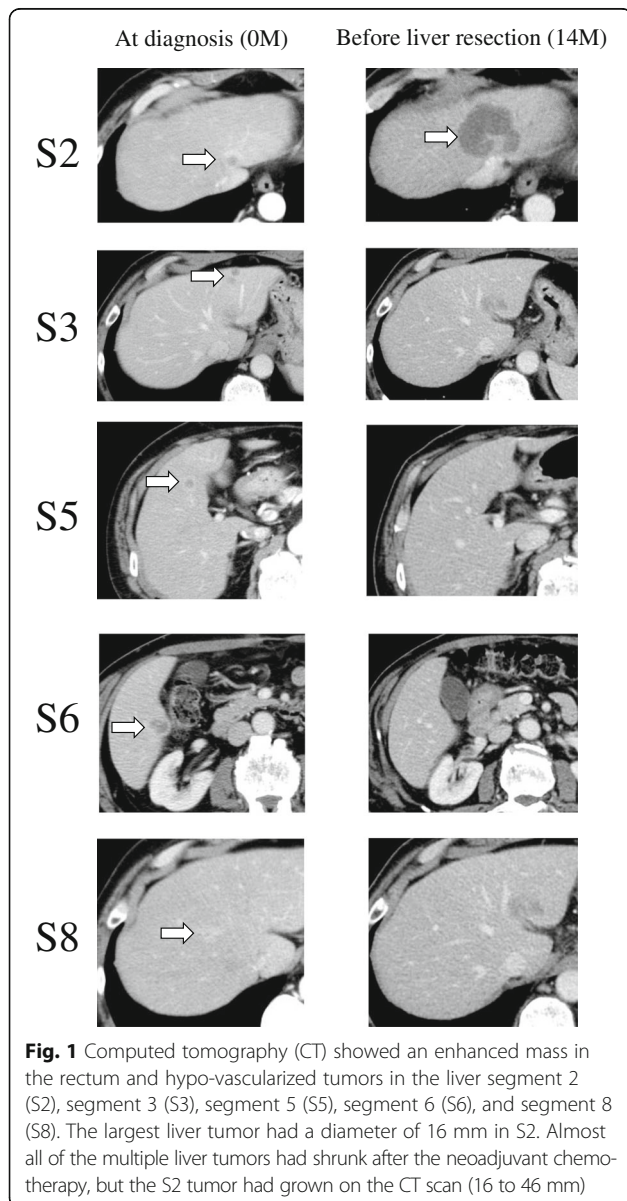 At diagnosis (0M)
Before liver resection (14M)
S2
S3
S5
S6
S8
Fig. 1 Computed tomography (CT) showed an enhanced mass in
the rectum and hypo-vascularized tumors in the liver segment 2
(S2), segment 3 (S3), segment 5 (S5), segment 6 (S6), and segment 8
(S8). The largest liver tumor had a diameter of 16 mm in S2. Almost
all of the multiple liver tumors had shrunk after the neoadjuvant chemo-
therapy, but the S2 tumor had grown on the CT scan (16 to 46 mm)